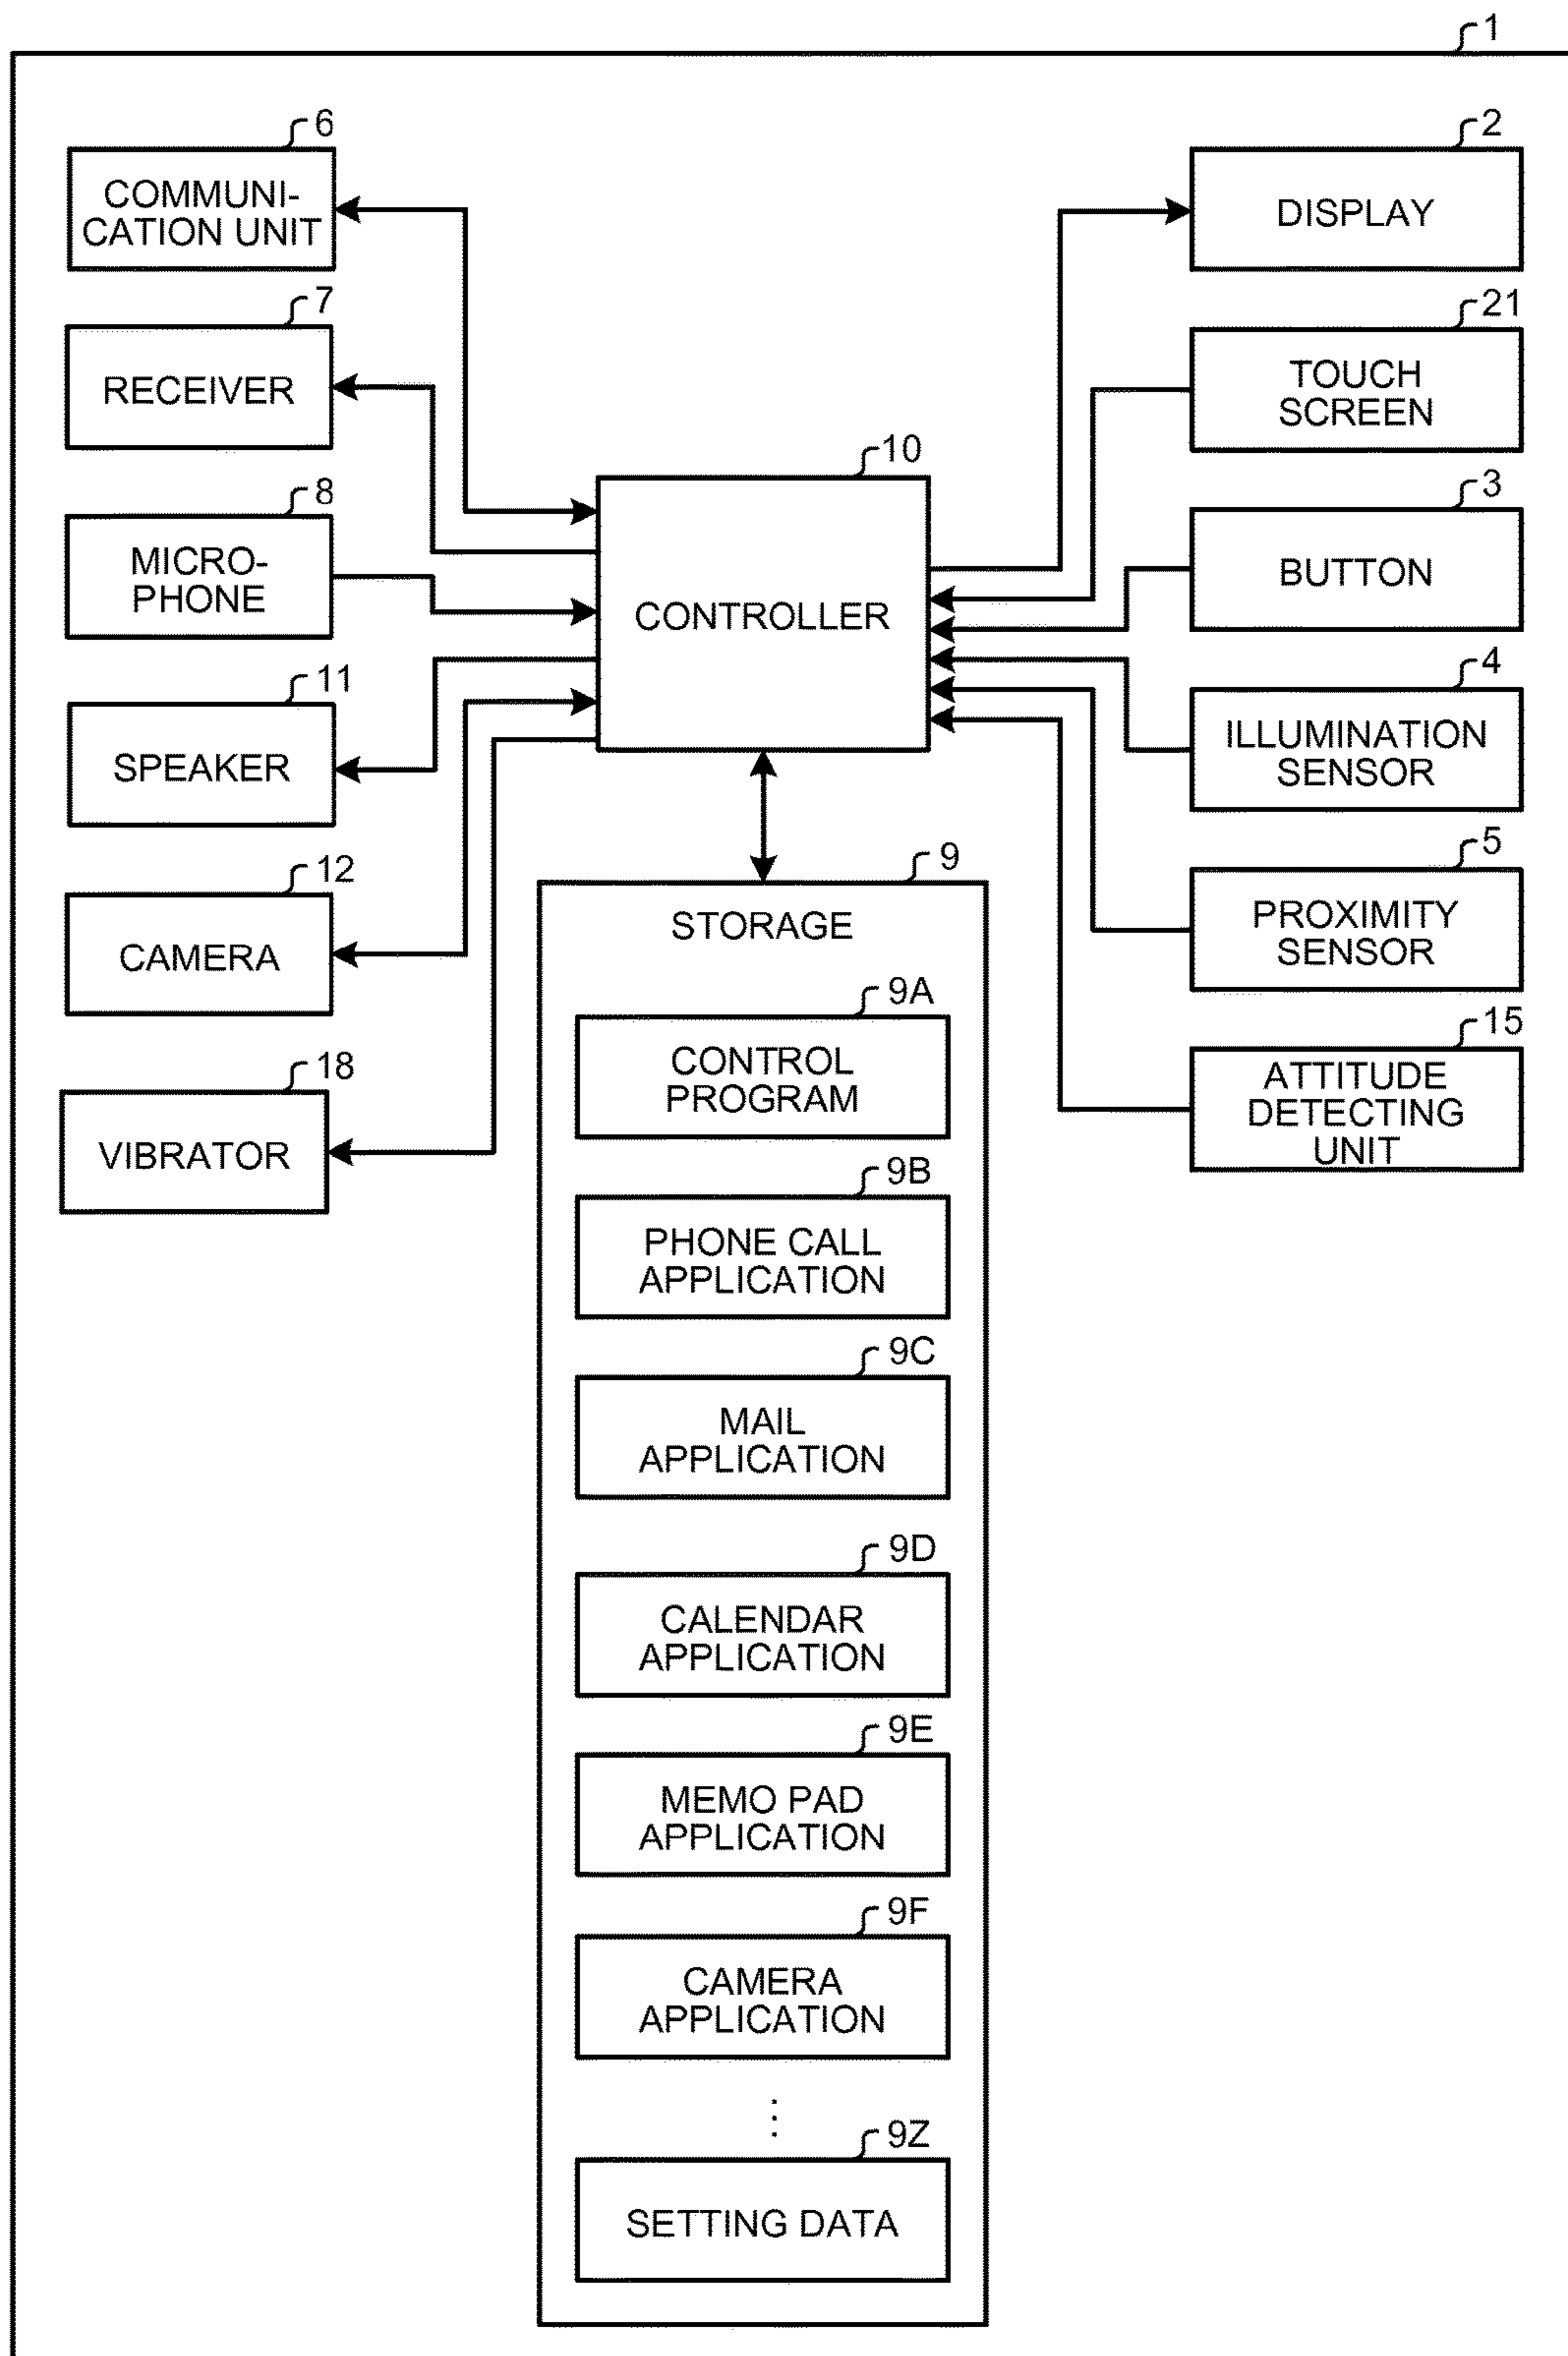 1
6
COMMUNI-
CATION UNIT
7
RECEIVER
8
MICRO-
PHONE
11
SPEAKER
12
CAMERA
18
VIBRATOR
10
CONTROLLER
2
DISPLAY
21
TOUCH
SCREEN
3
BUTTON
4
ILLUMINATION
SENSOR
5
PROXIMITY
SENSOR
15
ATTITUDE
DETECTING
UNIT
9
STORAGE
9A
CONTROL
PROGRAM
9B
PHONE CALL
APPLICATION
9C
MAIL
APPLICATION
9D
CALENDAR
APPLICATION
9E
MEMO PAD
APPLICATION
9F
CAMERA
APPLICATION
⋮
9Z
SETTING DATA